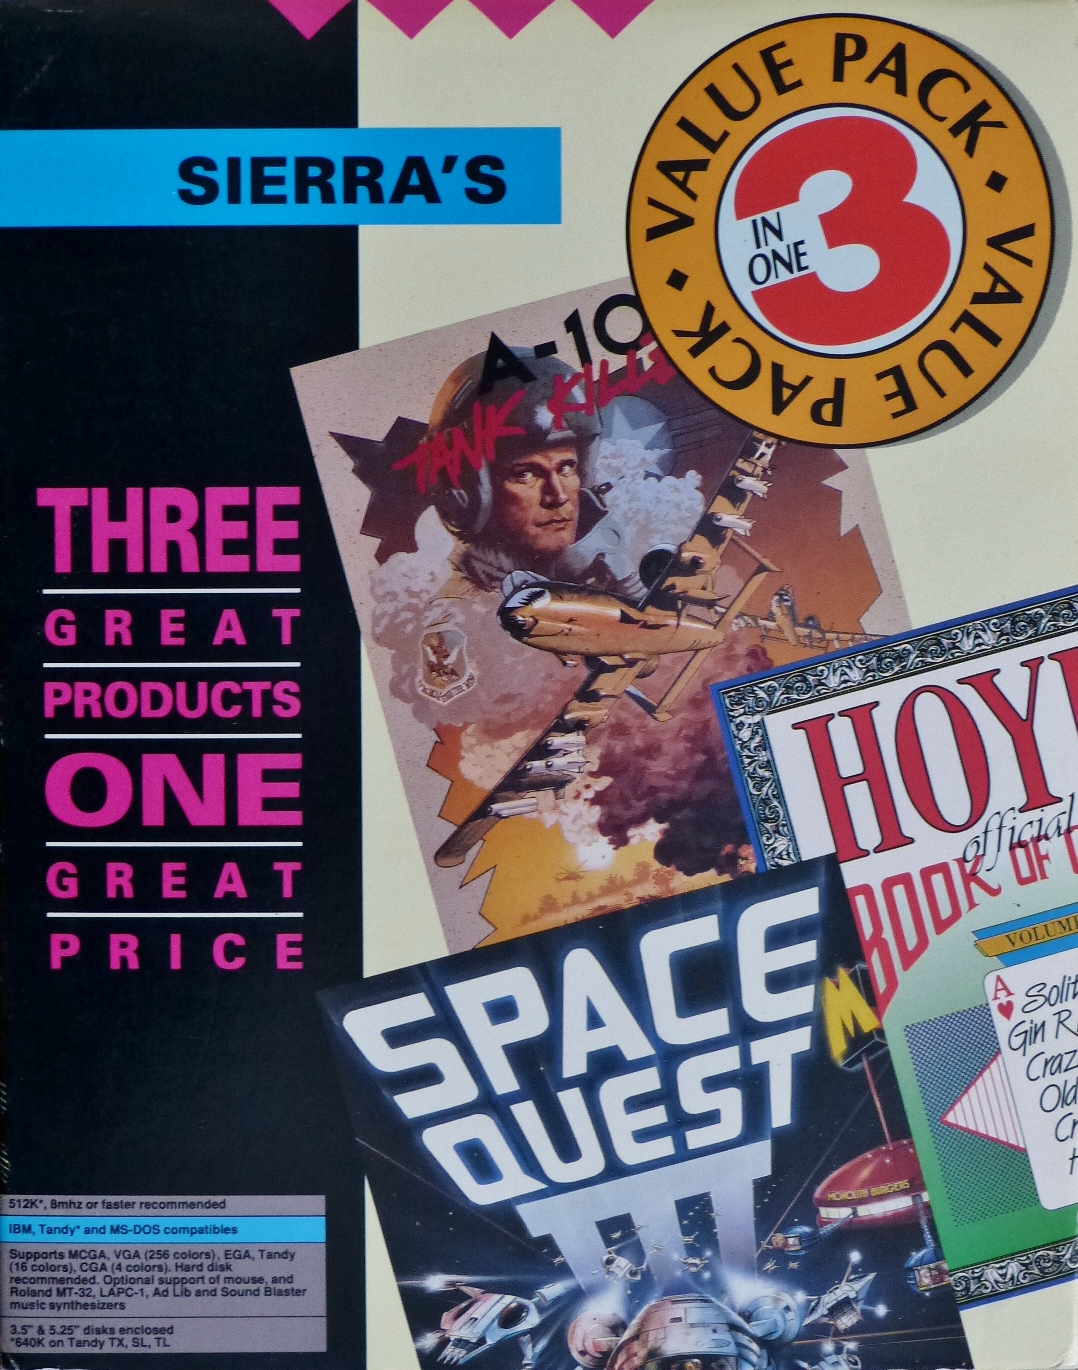 SIERRA'S
VALUE PACK • VALUE PACK •
3
IN
ONE
THREE
GREAT
PRODUCTS
ONE
GREAT
PRICE
A-10
TANK KILLE
HOY
official
BOOK OF
VOLUME
A
Solit
Gin R
Craz
Old
Cr
SPACE
QUEST
III
M
MONOLITH BURGERS
512K*, 8mhz or faster recommended
IBM, Tandy* and MS-DOS compatibles
Supports MCGA, VGA (256 colors), EGA, Tandy
(16 colors), CGA (4 colors). Hard disk
recommended. Optional support of mouse, and
Roland MT-32, LAPC-1, Ad Lib and Sound Blaster
music synthesizers
3.5" & 5.25" disks enclosed
*640K on Tandy TX, SL, TL